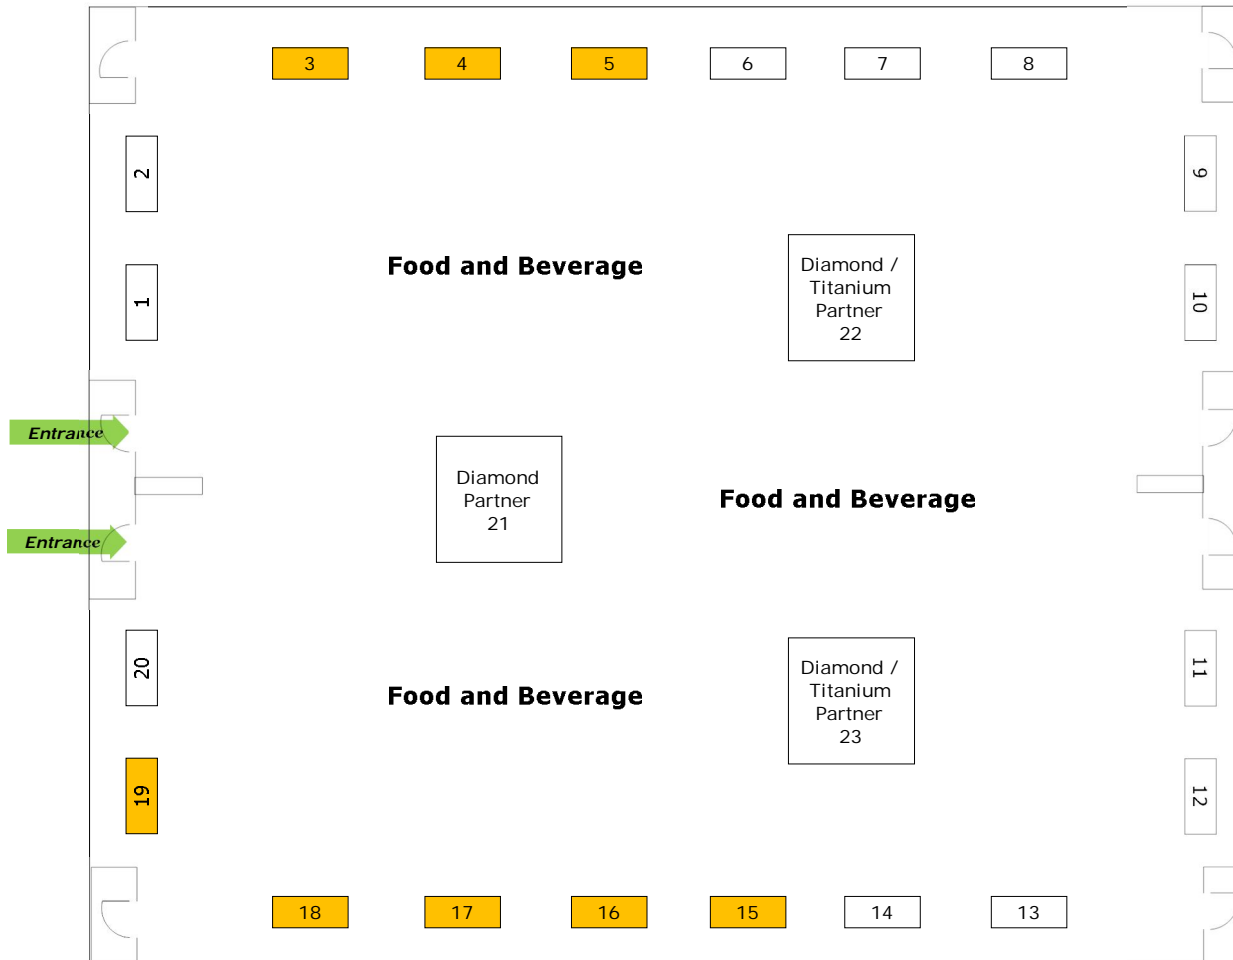 3
4
5
6
7
8
2
9
Food and Beverage
Diamond /
Titanium
Partner
22
1
10
Entrance
Diamond
Partner
21
Food and Beverage
Entrance
20
Food and Beverage
Diamond /
Titanium
Partner
23
11
19
12
18
17
16
15
14
13